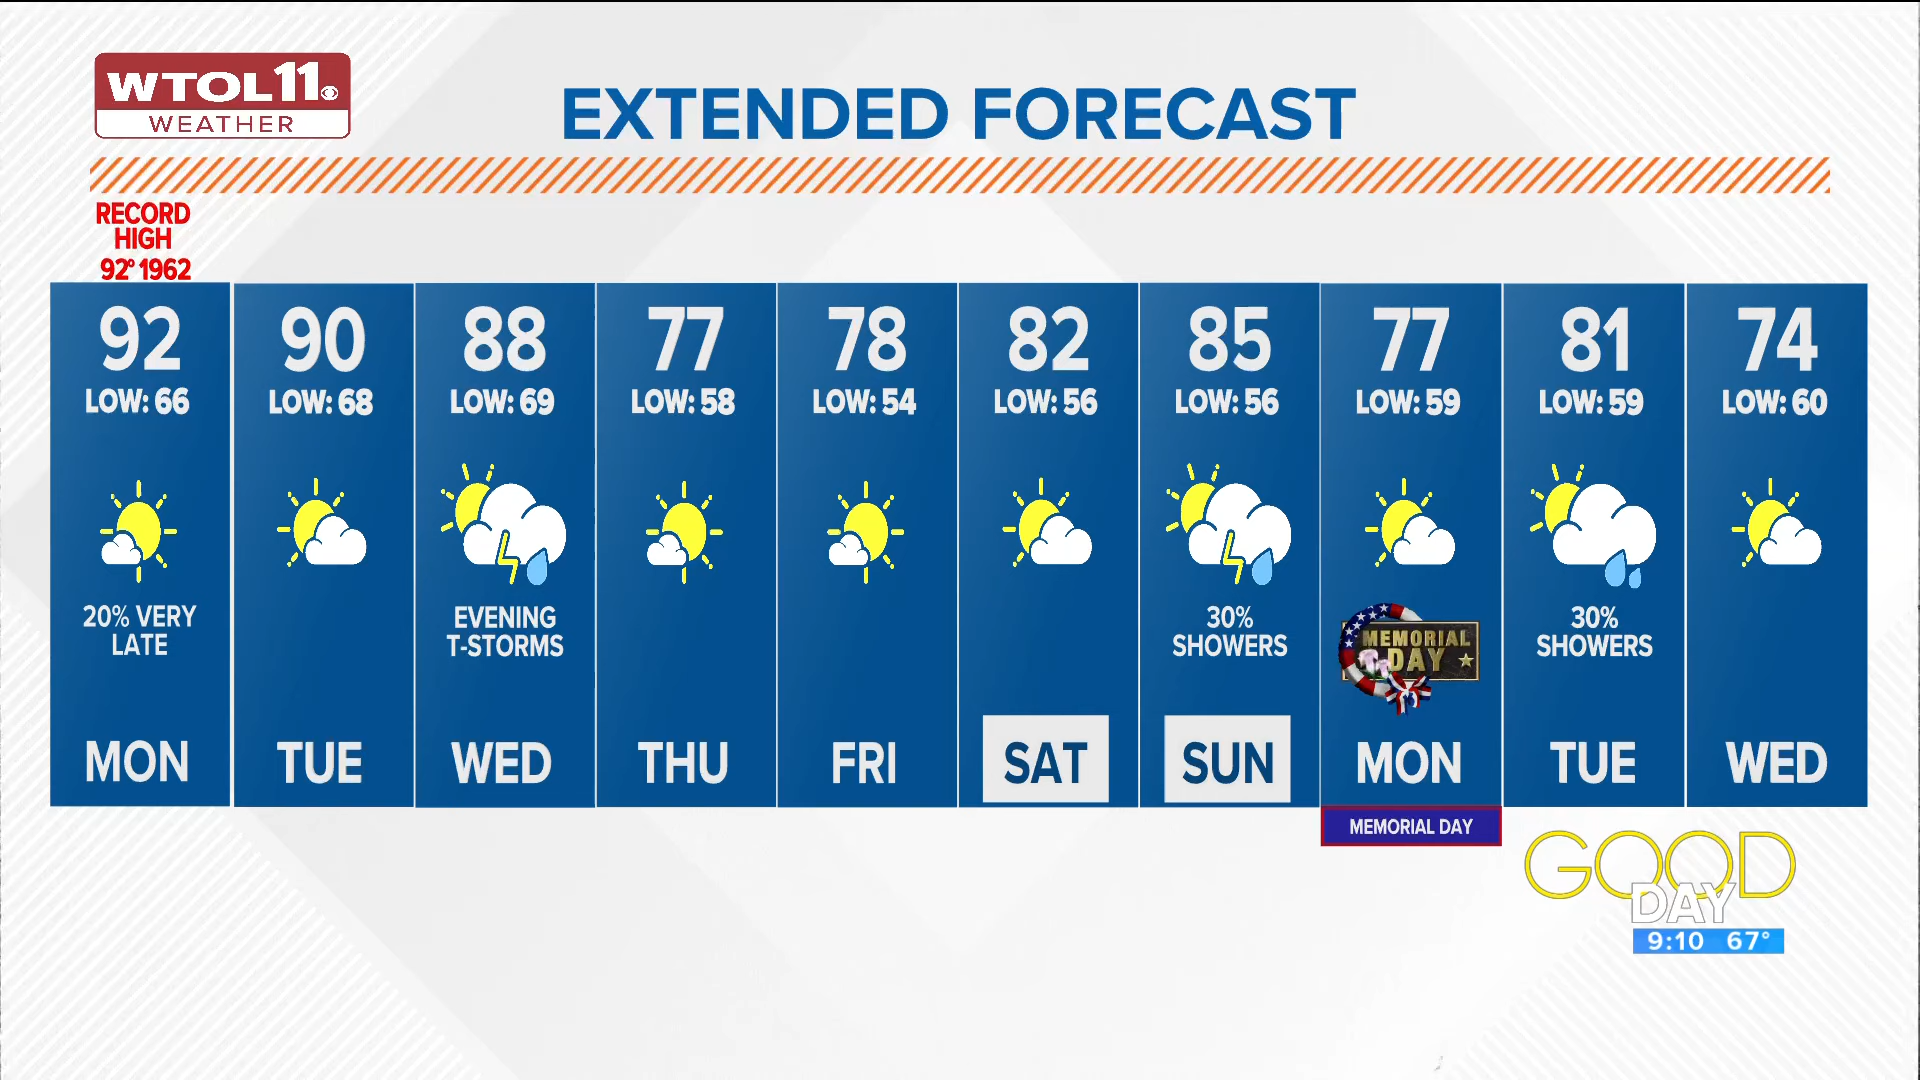 WTOL11
WEATHER
EXTENDED FORECAST
RECORD
HIGH
92° 1962
92
LOW: 66
20% VERY
LATE
MON
90
LOW: 68
TUE
88
LOW: 69
EVENING
T-STORMS
WED
77
LOW: 58
THU
78
LOW: 54
FRI
82
LOW: 56
SAT
85
LOW: 56
30%
SHOWERS
SUN
77
LOW: 59
MEMORIAL
DAY
MON
MEMORIAL DAY
81
LOW: 59
30%
SHOWERS
TUE
74
LOW: 60
WED
GOOD
DAY
9:10 67°